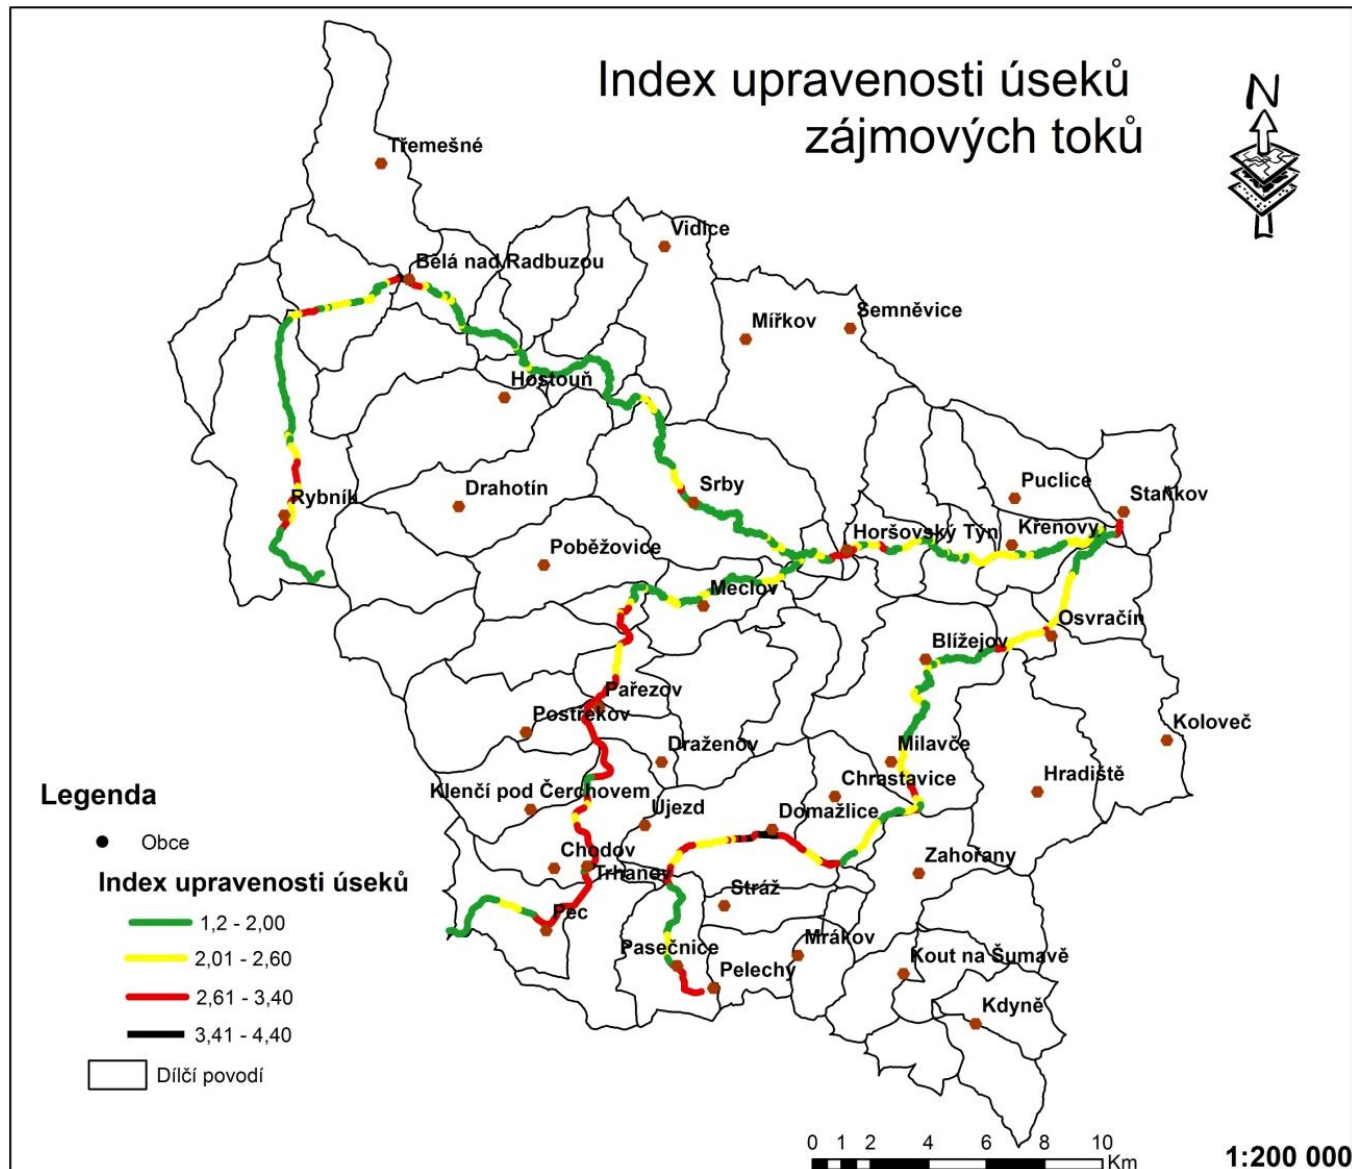 Index upravenosti úseků
zájmových toků
N
Třemešné
Vidice
Bělá nad Radbuzou
Semněvice
Mířkov
Hostouň
Srby
Puclice
Staňkov
Rybník
Drahotín
Horšovský Týn
Křenovy
Poběžovice
Meclov
Osvračín
Blížejov
Pařezov
Postřekov
Koloveč
Draženov
Milavče
Hradiště
Chrastavice
Klenčí pod Čerchovem
Újezd
Domažlice
Chodov
Trhanov
Zahořany
Stráž
Pec
Mrákov
Pasečnice
Pelechy
Kout na Šumavě
Kdyně
Legenda
Obce
Index upravenosti úseků
1,2 - 2,00
2,01 - 2,60
2,61 - 3,40
3,41 - 4,40
Dílčí povodí
0 1 2 4 6 8 10
Km
1:200 000